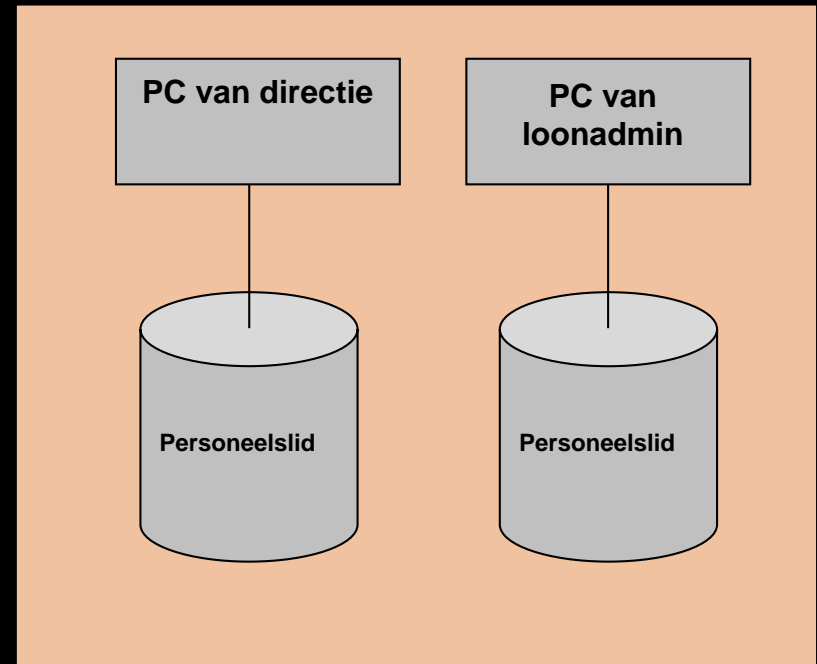 PC van directie
PC van
loonadmin
Personeelslid
Personeelslid